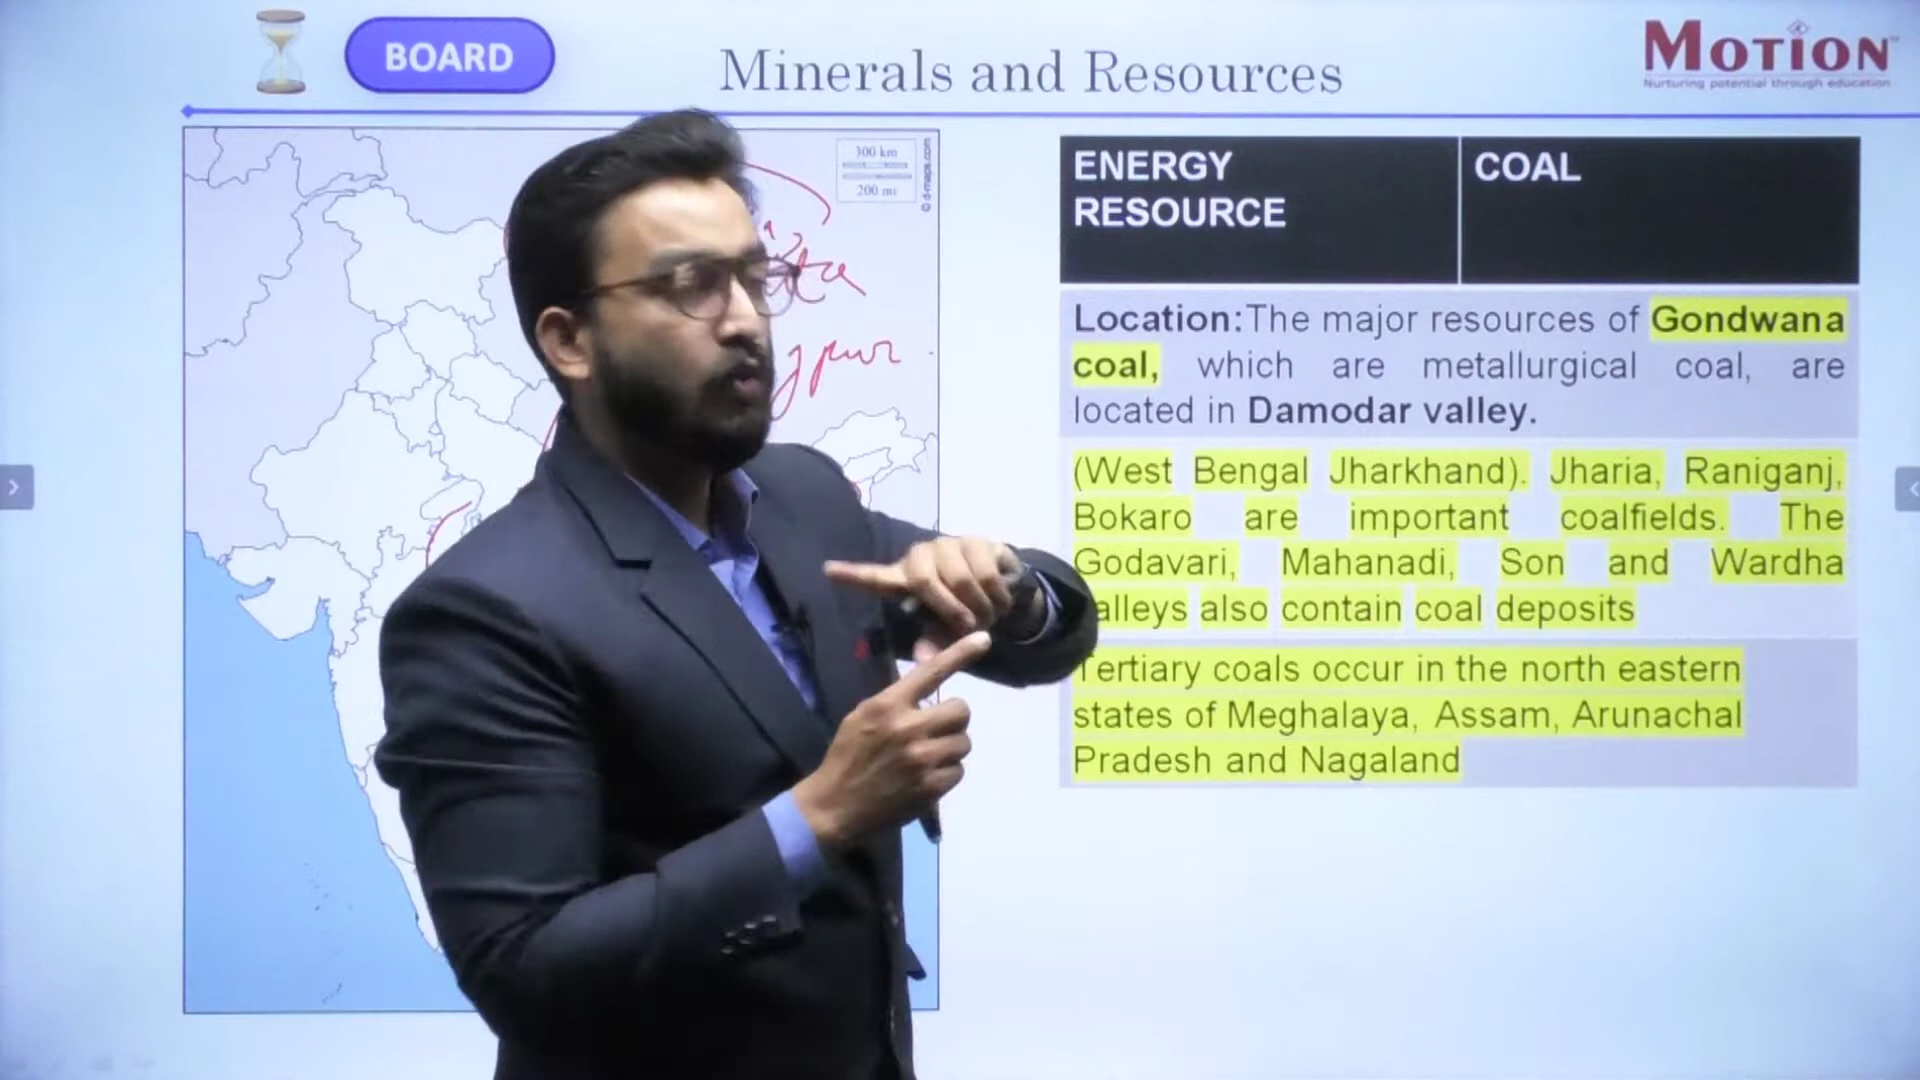 BOARD
Minerals and Resources
MOTION
Nurturing potential through education
300 km
200 mi
© d-maps.com
ENERGY
RESOURCE
COAL
Location:The major resources of Gondwana
coal, which are metallurgical coal, are
located in Damodar valley.
(West Bengal Jharkhand). Jharia, Raniganj,
Bokaro are important coalfields. The
Godavari, Mahanadi, Son and Wardha
alleys also contain coal deposits
Tertiary coals occur in the north eastern
states of Meghalaya, Assam, Arunachal
Pradesh and Nagaland